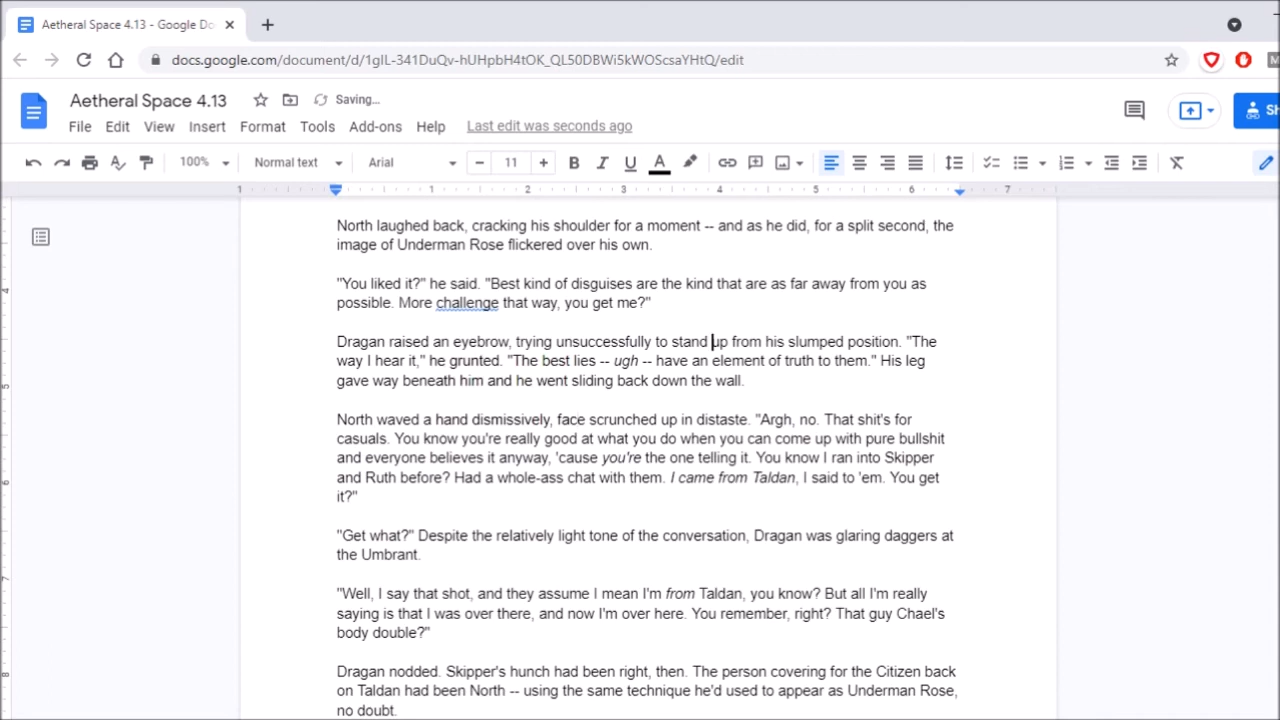 Aetheral Space 4.13 - Google Do
docs.google.com/document/d/1glL-341DuQv-hUHpbH4tOK_QL50DBWi5kWOScsaYHtQ/edit
Aetheral Space 4.13
Saving...
File Edit View Insert Format Tools Add-ons Help Last edit was seconds ago
Sh
100% Normal text Arial 11
1 1 2 3 4 5 6 7
North laughed back, cracking his shoulder for a moment -- and as he did, for a split second, the
image of Underman Rose flickered over his own.
"You liked it?" he said. "Best kind of disguises are the kind that are as far away from you as
possible. More challenge that way, you get me?"
Dragan raised an eyebrow, trying unsuccessfully to stand up from his slumped position. "The
way I hear it," he grunted. "The best lies -- ugh -- have an element of truth to them." His leg
gave way beneath him and he went sliding back down the wall.
North waved a hand dismissively, face scrunched up in distaste. "Argh, no. That shit's for
casuals. You know you're really good at what you do when you can come up with pure bullshit
and everyone believes it anyway, 'cause you're the one telling it. You know I ran into Skipper
and Ruth before? Had a whole-ass chat with them. I came from Taldan, I said to 'em. You get
it?"
"Get what?" Despite the relatively light tone of the conversation, Dragan was glaring daggers at
the Umbrant.
"Well, I say that shot, and they assume I mean I'm from Taldan, you know? But all I'm really
saying is that I was over there, and now I'm over here. You remember, right? That guy Chael's
body double?"
Dragan nodded. Skipper's hunch had been right, then. The person covering for the Citizen back
on Taldan had been North -- using the same technique he'd used to appear as Underman Rose,
no doubt.
4
5
6
7
8